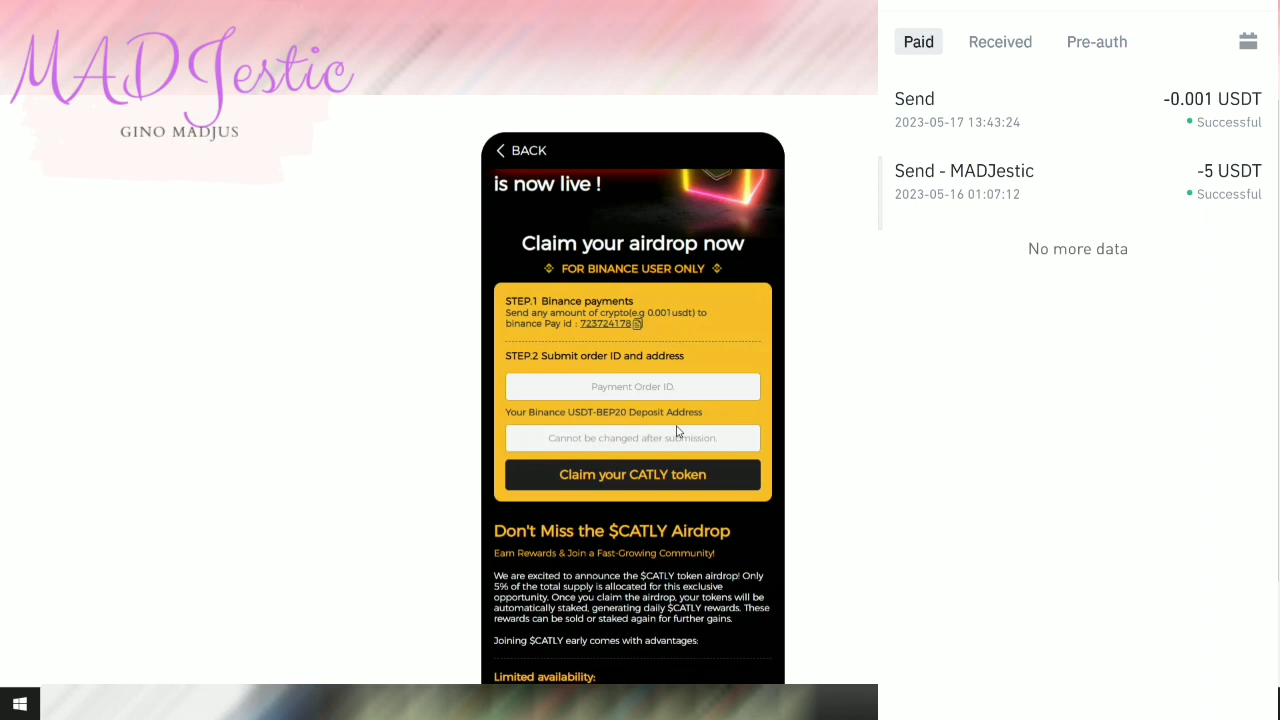 MADJestic
GINO MADJUS
BACK
is now live !
Claim your airdrop now
FOR BINANCE USER ONLY
STEP.1 Binance payments
Send any amount of crypto(e.g 0.001usdt) to
binance Pay id : 723724178
STEP.2 Submit order ID and address
Payment Order ID.
Your Binance USDT-BEP20 Deposit Address
Cannot be changed after submission.
Claim your CATLY token
Don't Miss the $CATLY Airdrop
Earn Rewards & Join a Fast-Growing Community!
We are excited to announce the $CATLY token airdrop! Only
5% of the total supply is allocated for this exclusive
opportunity. Once you claim the airdrop, your tokens will be
automatically staked, generating daily $CATLY rewards. These
rewards can be sold or staked again for further gains.
Joining $CATLY early comes with advantages:
Limited availability:
Paid Received Pre-auth
Send -0.001 USDT
2023-05-17 13:43:24 Successful
Send - MADJestic -5 USDT
2023-05-16 01:07:12 Successful
No more data